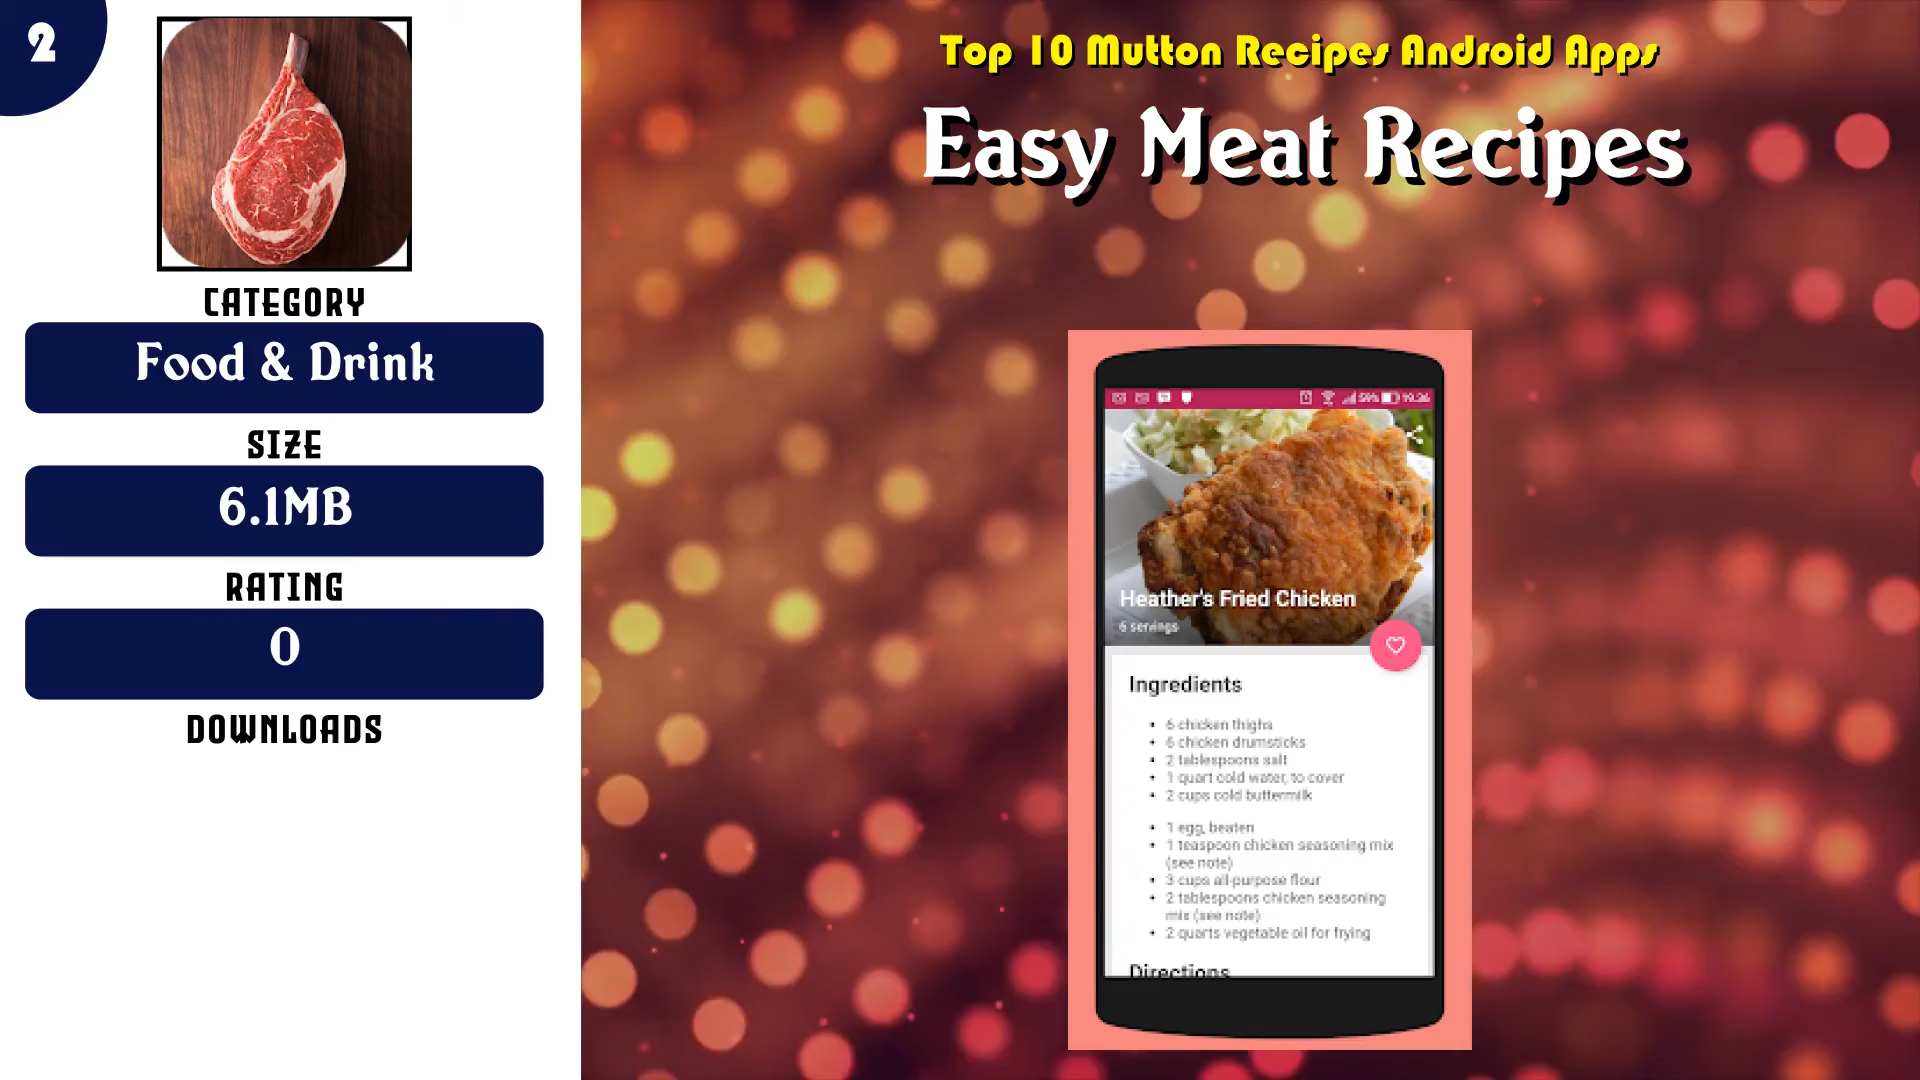 2
CATEGORY
Food & Drink
SIZE
6.1MB
RATING
0
DOWNLOADS
Top 10 Mutton Recipes Android Apps
Easy Meat Recipes
59% 19:36
Heather's Fried Chicken
6 servings
Ingredients
• 6 chicken thighs
• 6 chicken drumsticks
• 2 tablespoons salt
• 1 quart cold water, to cover
• 2 cups cold buttermilk
• 1 egg, beaten
• 1 teaspoon chicken seasoning mix
(see note)
• 3 cups all-purpose flour
• 2 tablespoons chicken seasoning
mix (see note)
• 2 quarts vegetable oil for frying
Directions